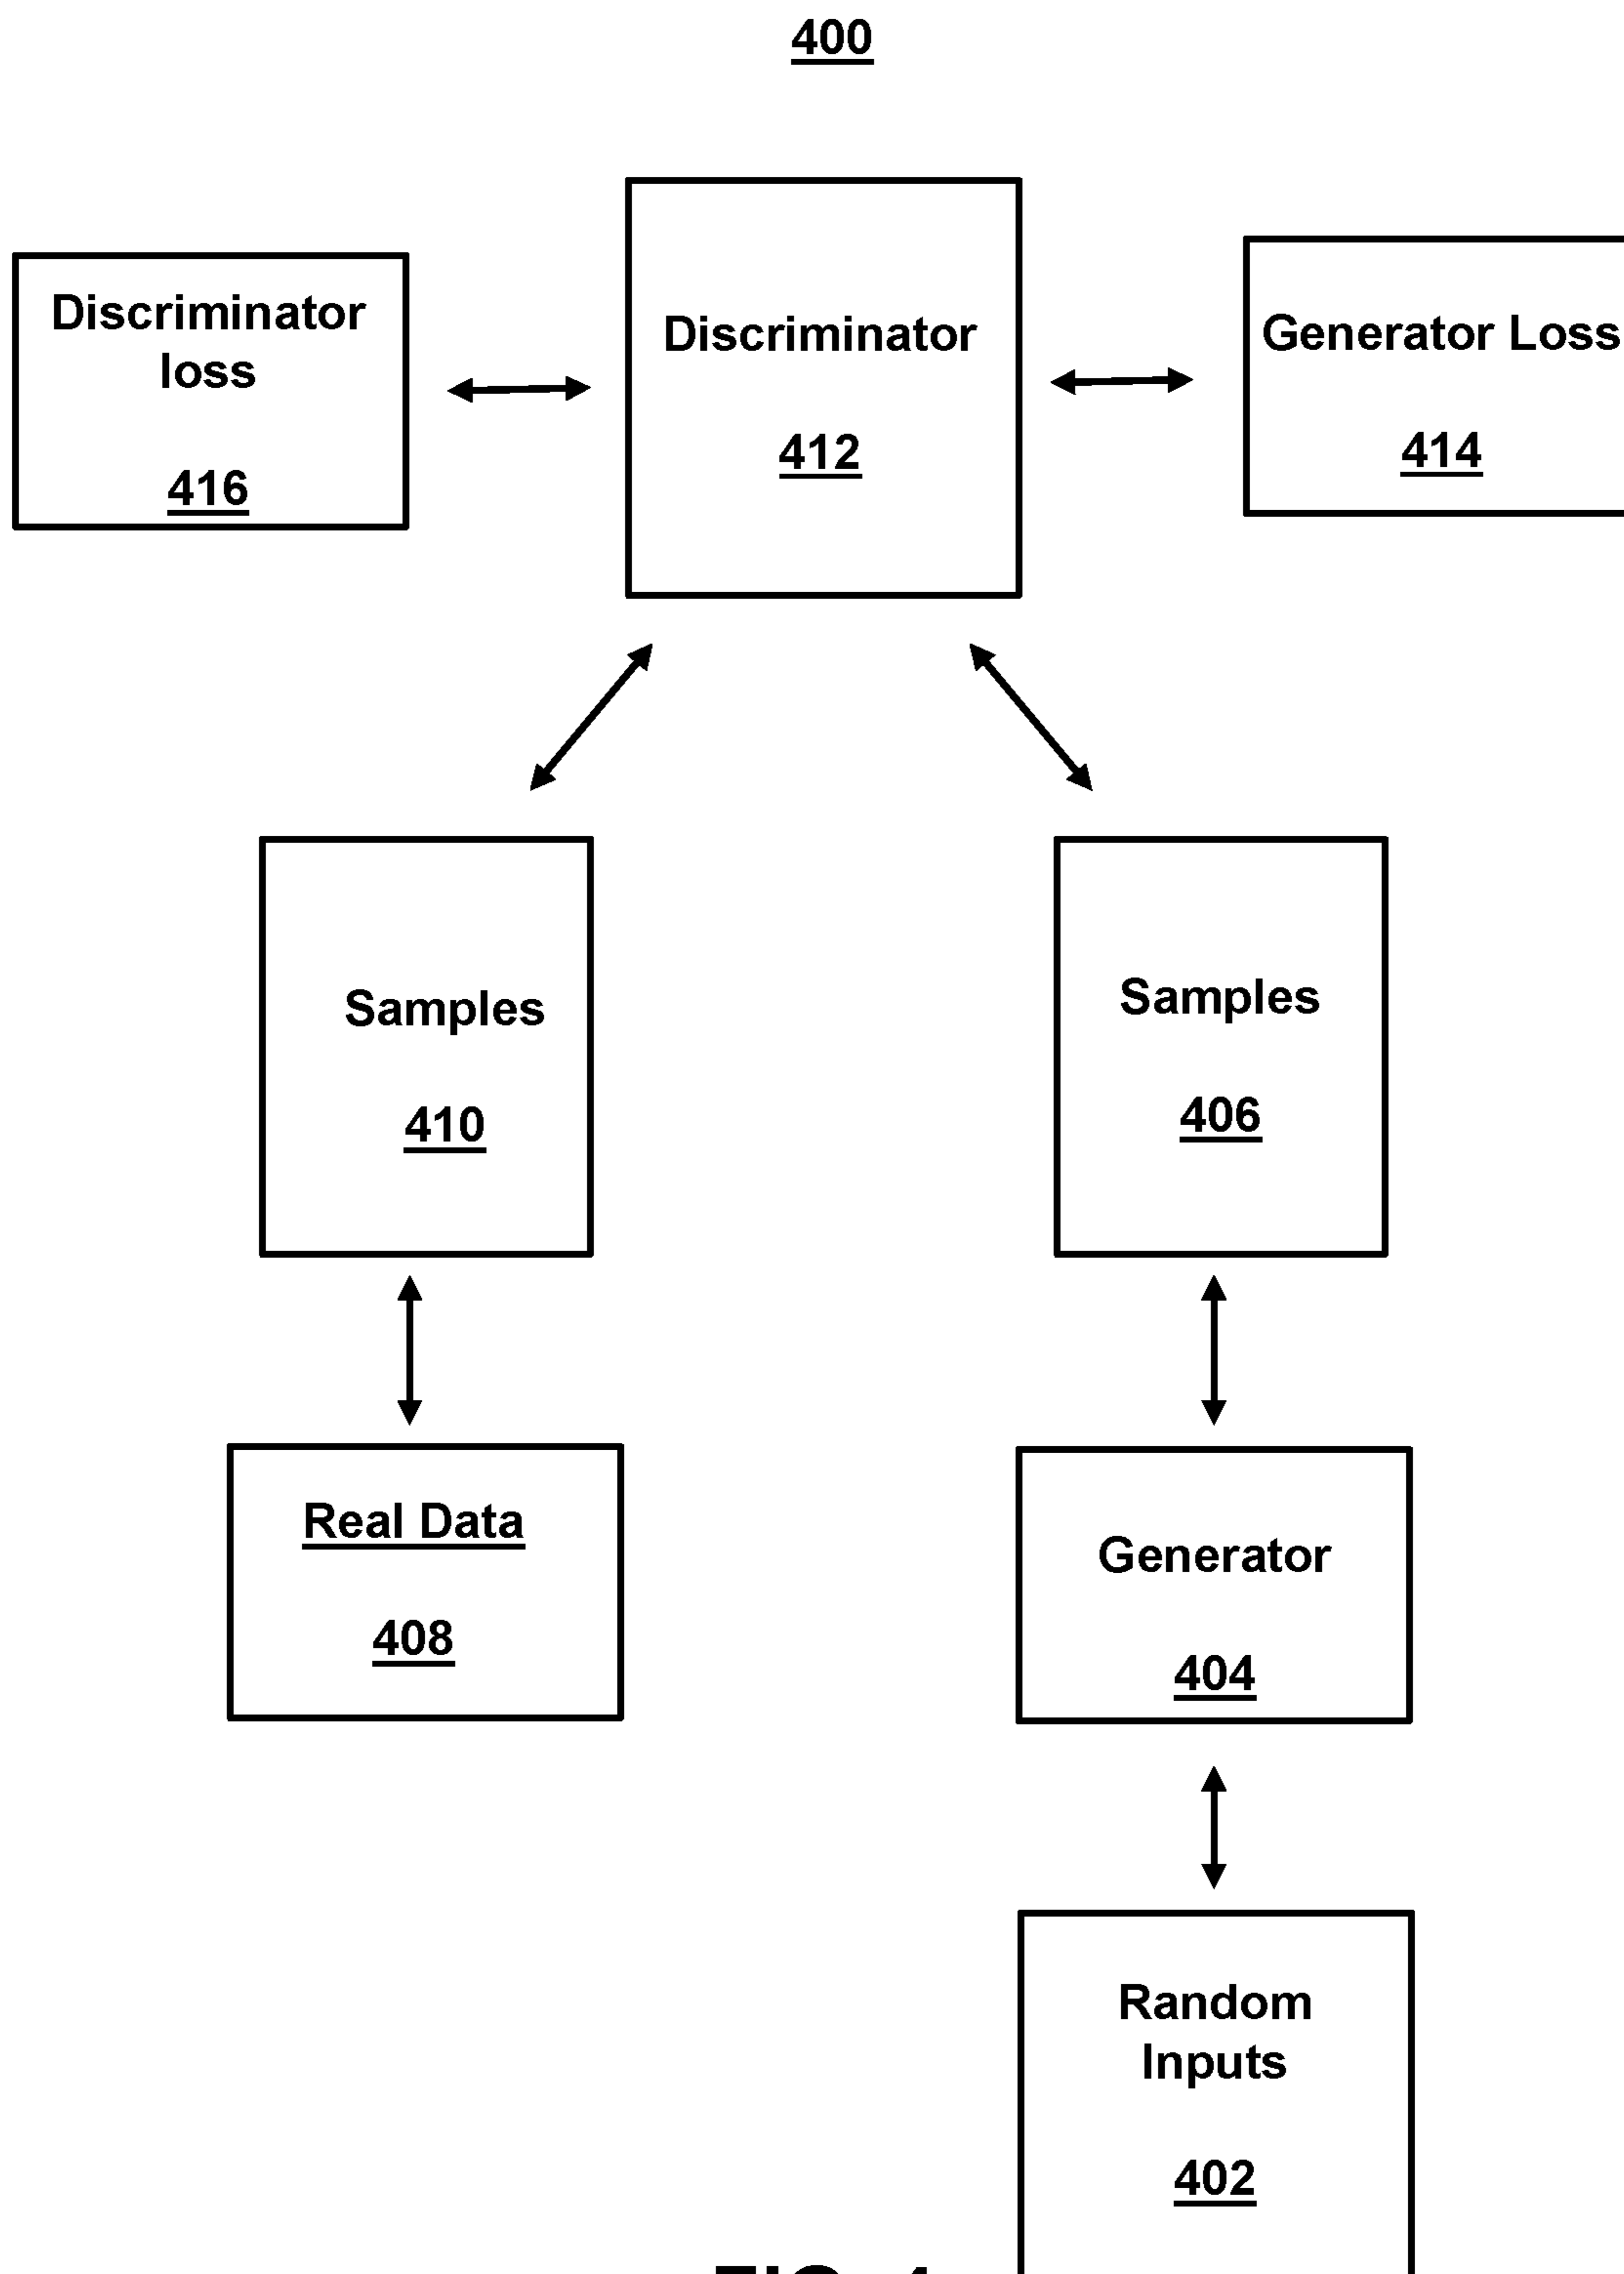 400
Discriminator
loss
416
Discriminator
412
Generator Loss
414
Samples
410
Samples
406
Real Data
408
Generator
404
Random
Inputs
402